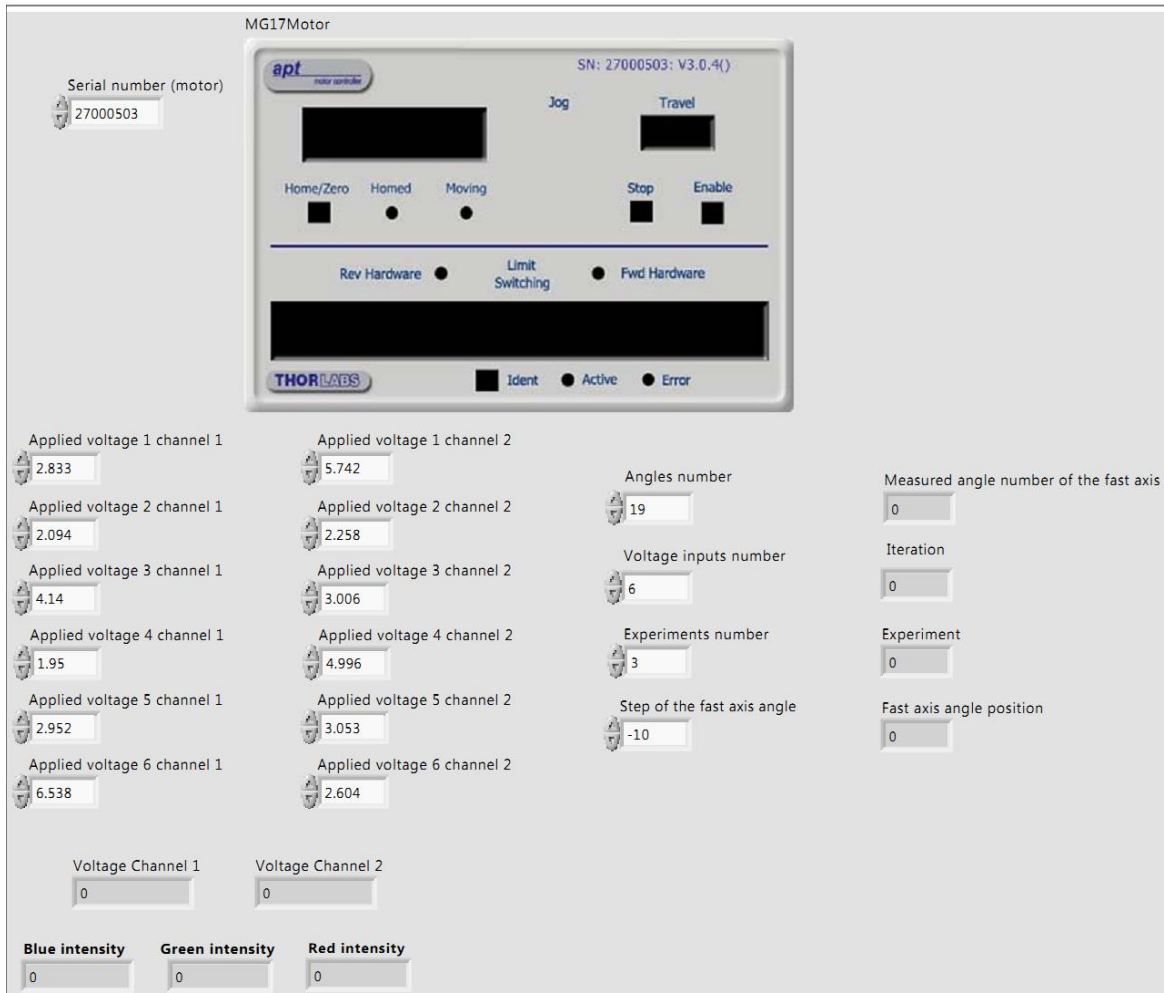 MG17Motor
Serial number (motor)
27000503
apt
motor controller
SN: 27000503: V3.0.4()
Jog
Travel
Home/Zero Homed Moving
Stop Enable
Rev Hardware
Limit
Switching
Fwd Hardware
THORLABS
Ident Active Error
Applied voltage 1 channel 1
2.833
Applied voltage 2 channel 1
2.094
Applied voltage 3 channel 1
4.14
Applied voltage 4 channel 1
1.95
Applied voltage 5 channel 1
2.952
Applied voltage 6 channel 1
6.538
Applied voltage 1 channel 2
5.742
Applied voltage 2 channel 2
2.258
Applied voltage 3 channel 2
3.006
Applied voltage 4 channel 2
4.996
Applied voltage 5 channel 2
3.053
Applied voltage 6 channel 2
2.604
Angles number
19
Voltage inputs number
6
Experiments number
3
Step of the fast axis angle
-10
Measured angle number of the fast axis
0
Iteration
0
Experiment
0
Fast axis angle position
0
Voltage Channel 1
0
Voltage Channel 2
0
Blue intensity
0
Green intensity
0
Red intensity
0